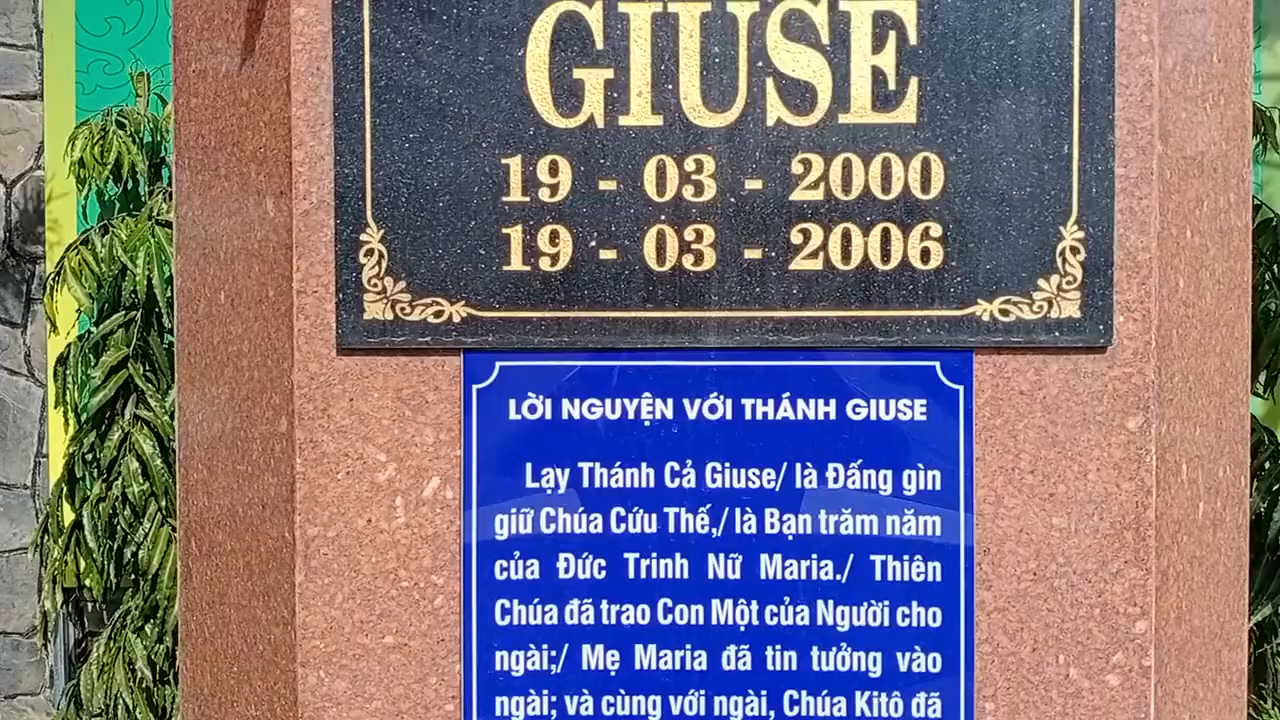 GIUSE
19 - 03 - 2000
19 - 03 - 2006
LỜI NGUYỆN VỚI THÁNH GIUSE
Lạy Thánh Cả Giuse/ là Đấng gìn
giữ Chúa Cứu Thế,/ là Bạn trăm năm
của Đức Trinh Nữ Maria./ Thiên
Chúa đã trao Con Một của Người cho
ngài;/ Mẹ Maria đã tin tưởng vào
ngài; và cùng với ngài, Chúa Kitô đã